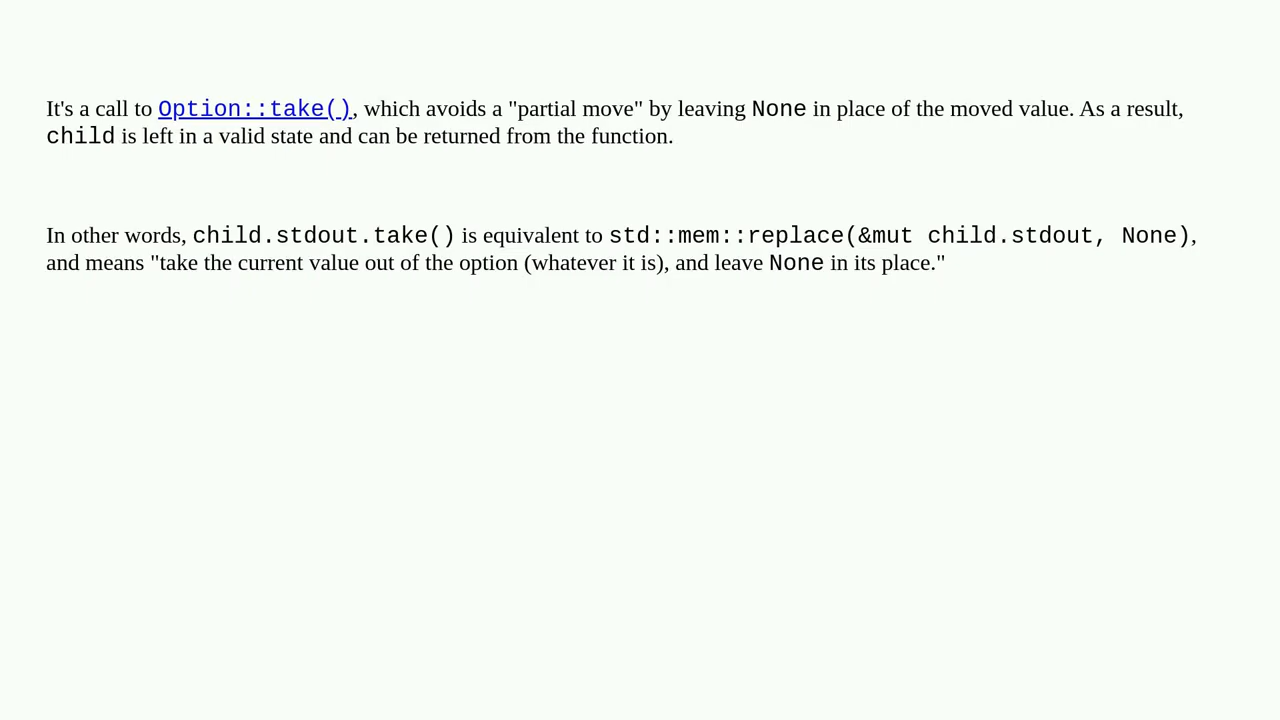 It's a call to Option::take(), which avoids a "partial move" by leaving None in place of the moved value. As a result,
child is left in a valid state and can be returned from the function.
In other words, child.stdout.take() is equivalent to std::mem::replace(&mut child.stdout, None),
and means "take the current value out of the option (whatever it is), and leave None in its place."